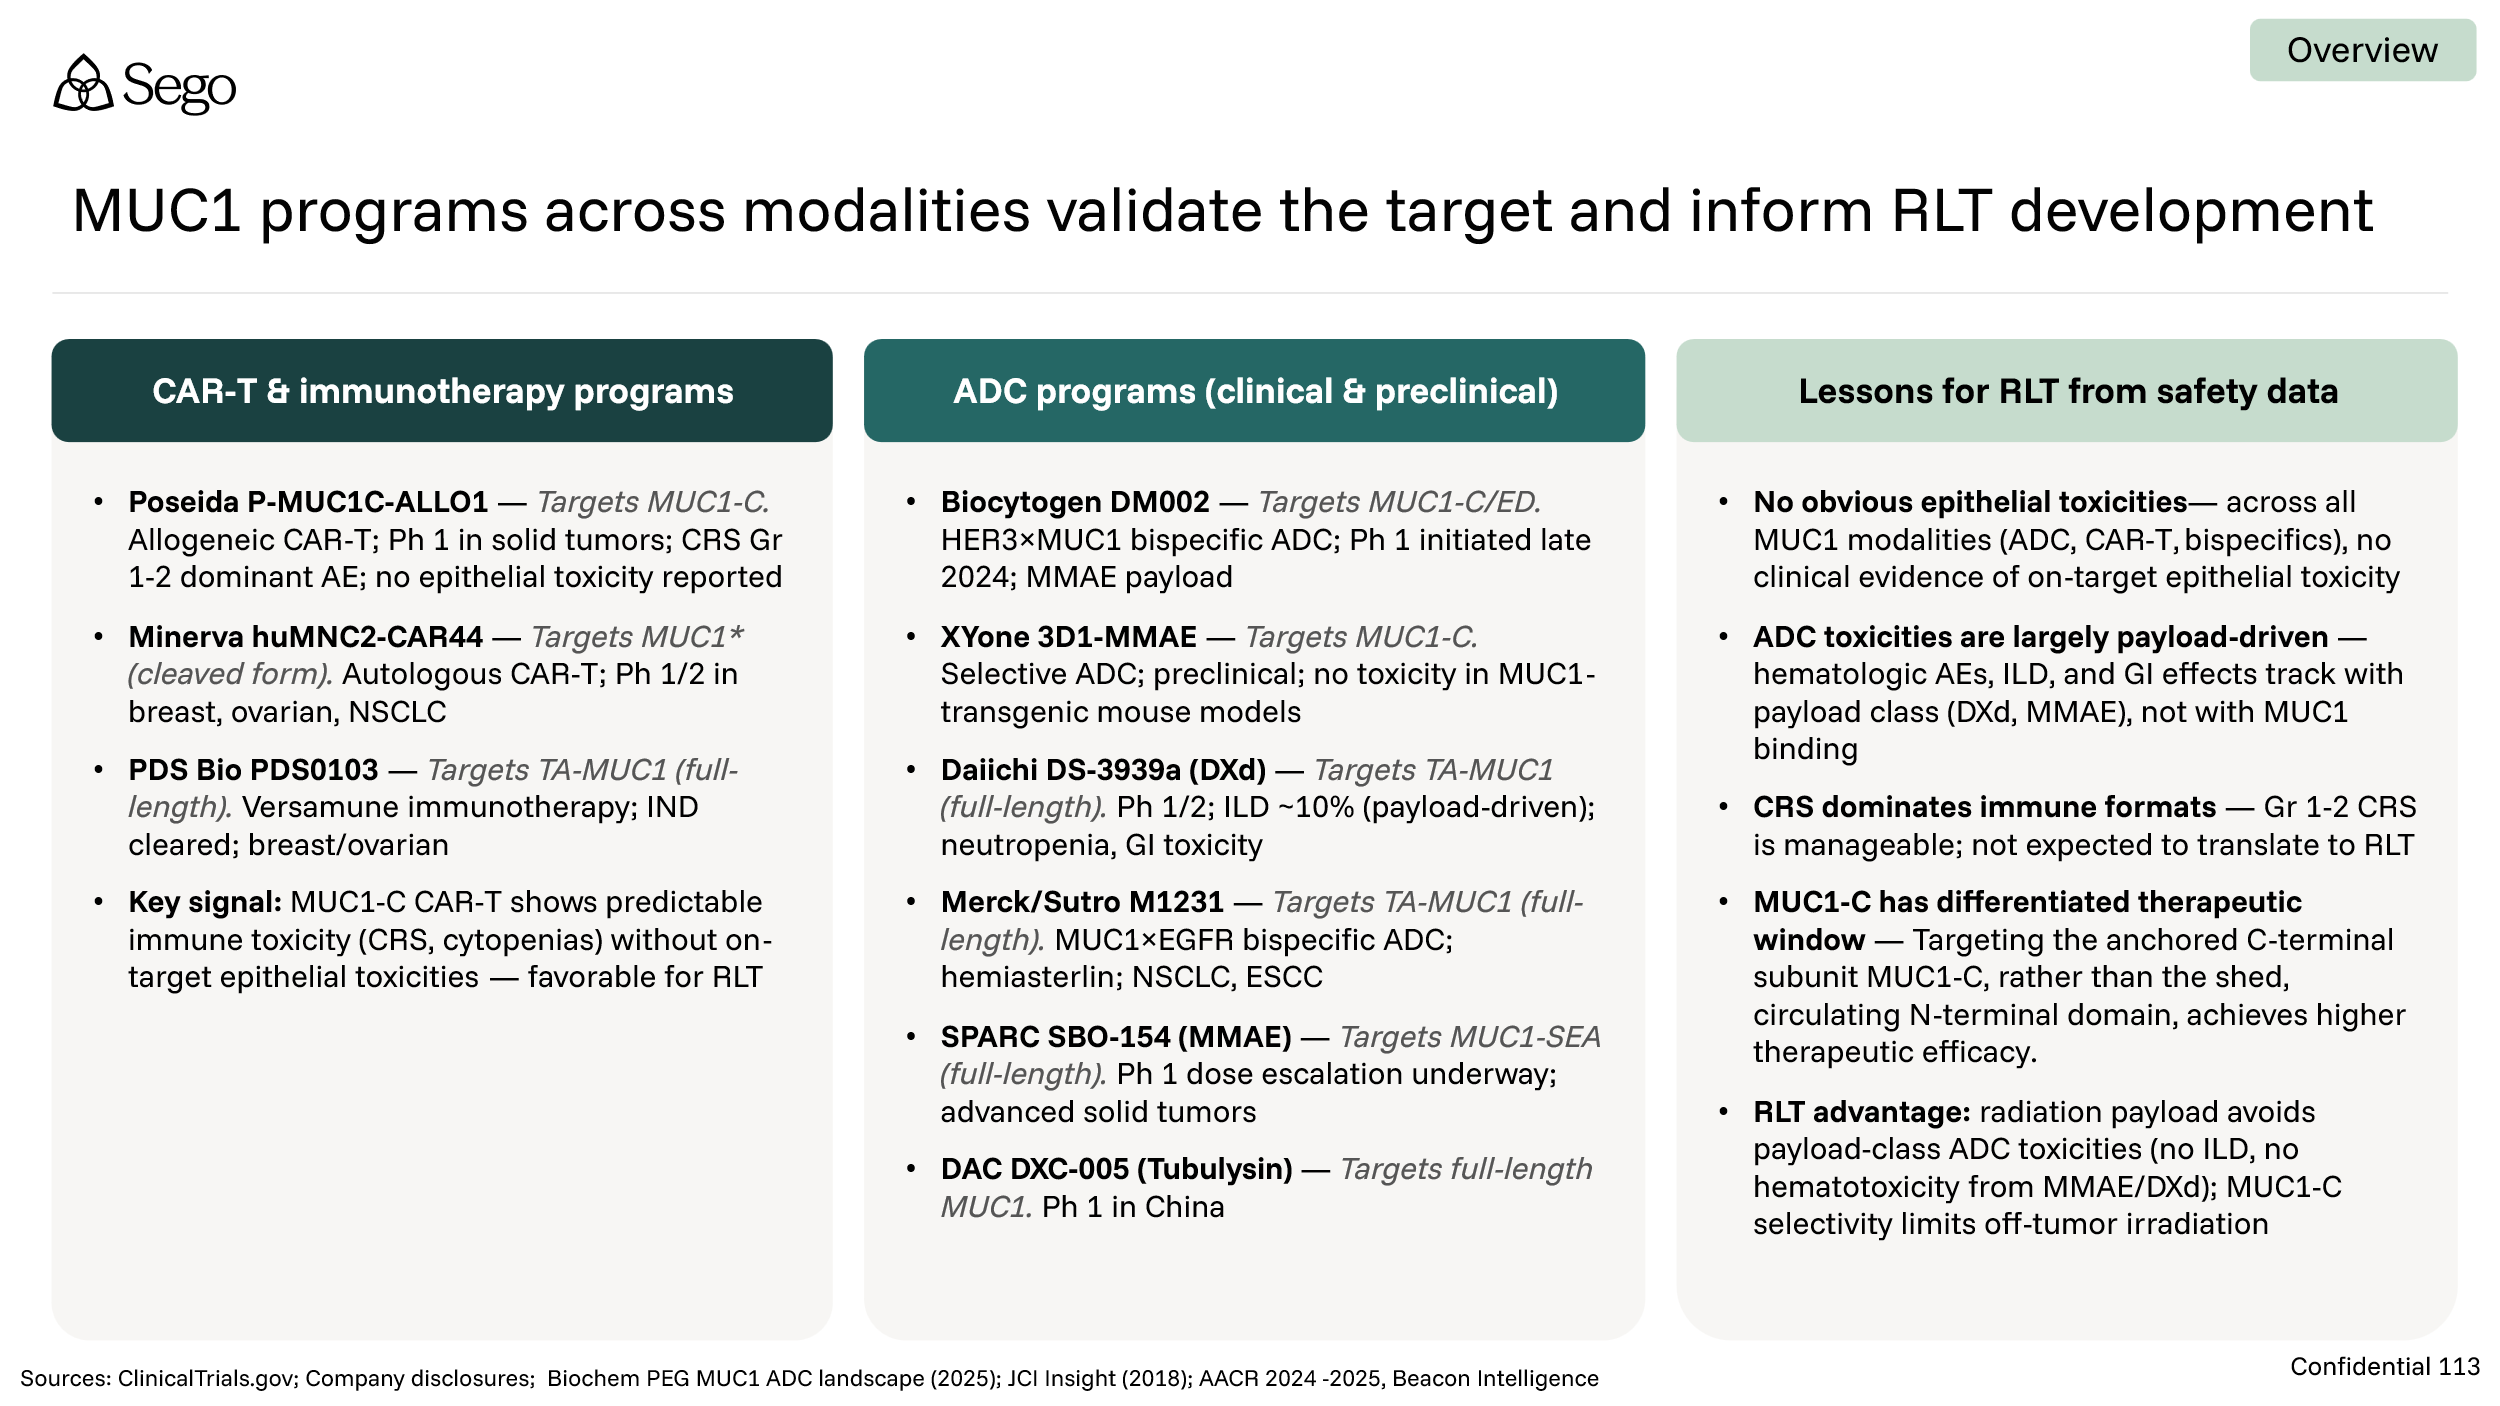 Sego
Overview
MUC1 programs across modalities validate the target and inform RLT development
CAR-T & immunotherapy programs
• Poseida P-MUC1C-ALLO1 — Targets MUC1-C.
Allogeneic CAR-T; Ph 1 in solid tumors; CRS Gr
1-2 dominant AE; no epithelial toxicity reported
• Minerva huMNC2-CAR44 — Targets MUC1*
(cleaved form). Autologous CAR-T; Ph 1/2 in
breast, ovarian, NSCLC
• PDS Bio PDS0103 — Targets TA-MUC1 (full-
length). Versamune immunotherapy; IND
cleared; breast/ovarian
• Key signal: MUC1-C CAR-T shows predictable
immune toxicity (CRS, cytopenias) without on-
target epithelial toxicities — favorable for RLT
ADC programs (clinical & preclinical)
• Biocytogen DM002 — Targets MUC1-C/ED.
HER3×MUC1 bispecific ADC; Ph 1 initiated late
2024; MMAE payload
• XYone 3D1-MMAE — Targets MUC1-C.
Selective ADC; preclinical; no toxicity in MUC1-
transgenic mouse models
• Daiichi DS-3939a (DXd) — Targets TA-MUC1
(full-length). Ph 1/2; ILD ~10% (payload-driven);
neutropenia, GI toxicity
• Merck/Sutro M1231 — Targets TA-MUC1 (full-
length). MUC1×EGFR bispecific ADC;
hemiasterlin; NSCLC, ESCC
• SPARC SBO-154 (MMAE) — Targets MUC1-SEA
(full-length). Ph 1 dose escalation underway;
advanced solid tumors
• DAC DXC-005 (Tubulysin) — Targets full-length
MUC1. Ph 1 in China
Lessons for RLT from safety data
• No obvious epithelial toxicities— across all
MUC1 modalities (ADC, CAR-T, bispecifics), no
clinical evidence of on-target epithelial toxicity
• ADC toxicities are largely payload-driven —
hematologic AEs, ILD, and GI effects track with
payload class (DXd, MMAE), not with MUC1
binding
• CRS dominates immune formats — Gr 1-2 CRS
is manageable; not expected to translate to RLT
• MUC1-C has differentiated therapeutic
window — Targeting the anchored C-terminal
subunit MUC1-C, rather than the shed,
circulating N-terminal domain, achieves higher
therapeutic efficacy.
• RLT advantage: radiation payload avoids
payload-class ADC toxicities (no ILD, no
hematotoxicity from MMAE/DXd); MUC1-C
selectivity limits off-tumor irradiation
Sources: ClinicalTrials.gov; Company disclosures;  Biochem PEG MUC1 ADC landscape (2025); JCI Insight (2018); AACR 2024 -2025, Beacon Intelligence
Confidential 113